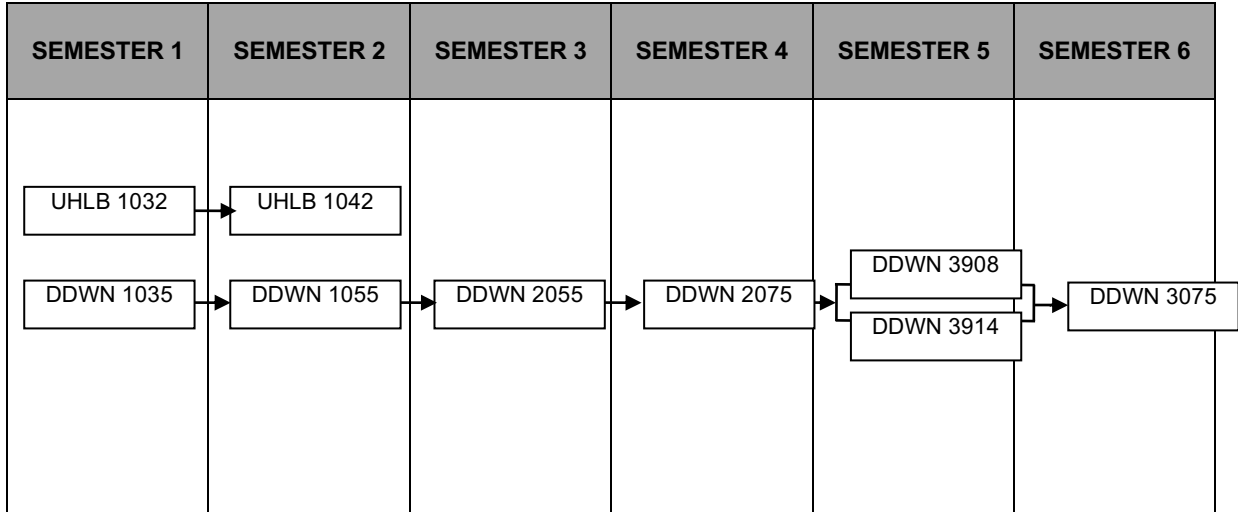 SEMESTER 1 SEMESTER 2 SEMESTER 3 SEMESTER 4 SEMESTER 5 SEMESTER 6
UHLB 1032 UHLB 1042
DDWN 3908
DDWN 1035 DDWN 1055 DDWN 2055 DDWN 2075 DDWN 3075
DDWN 3914